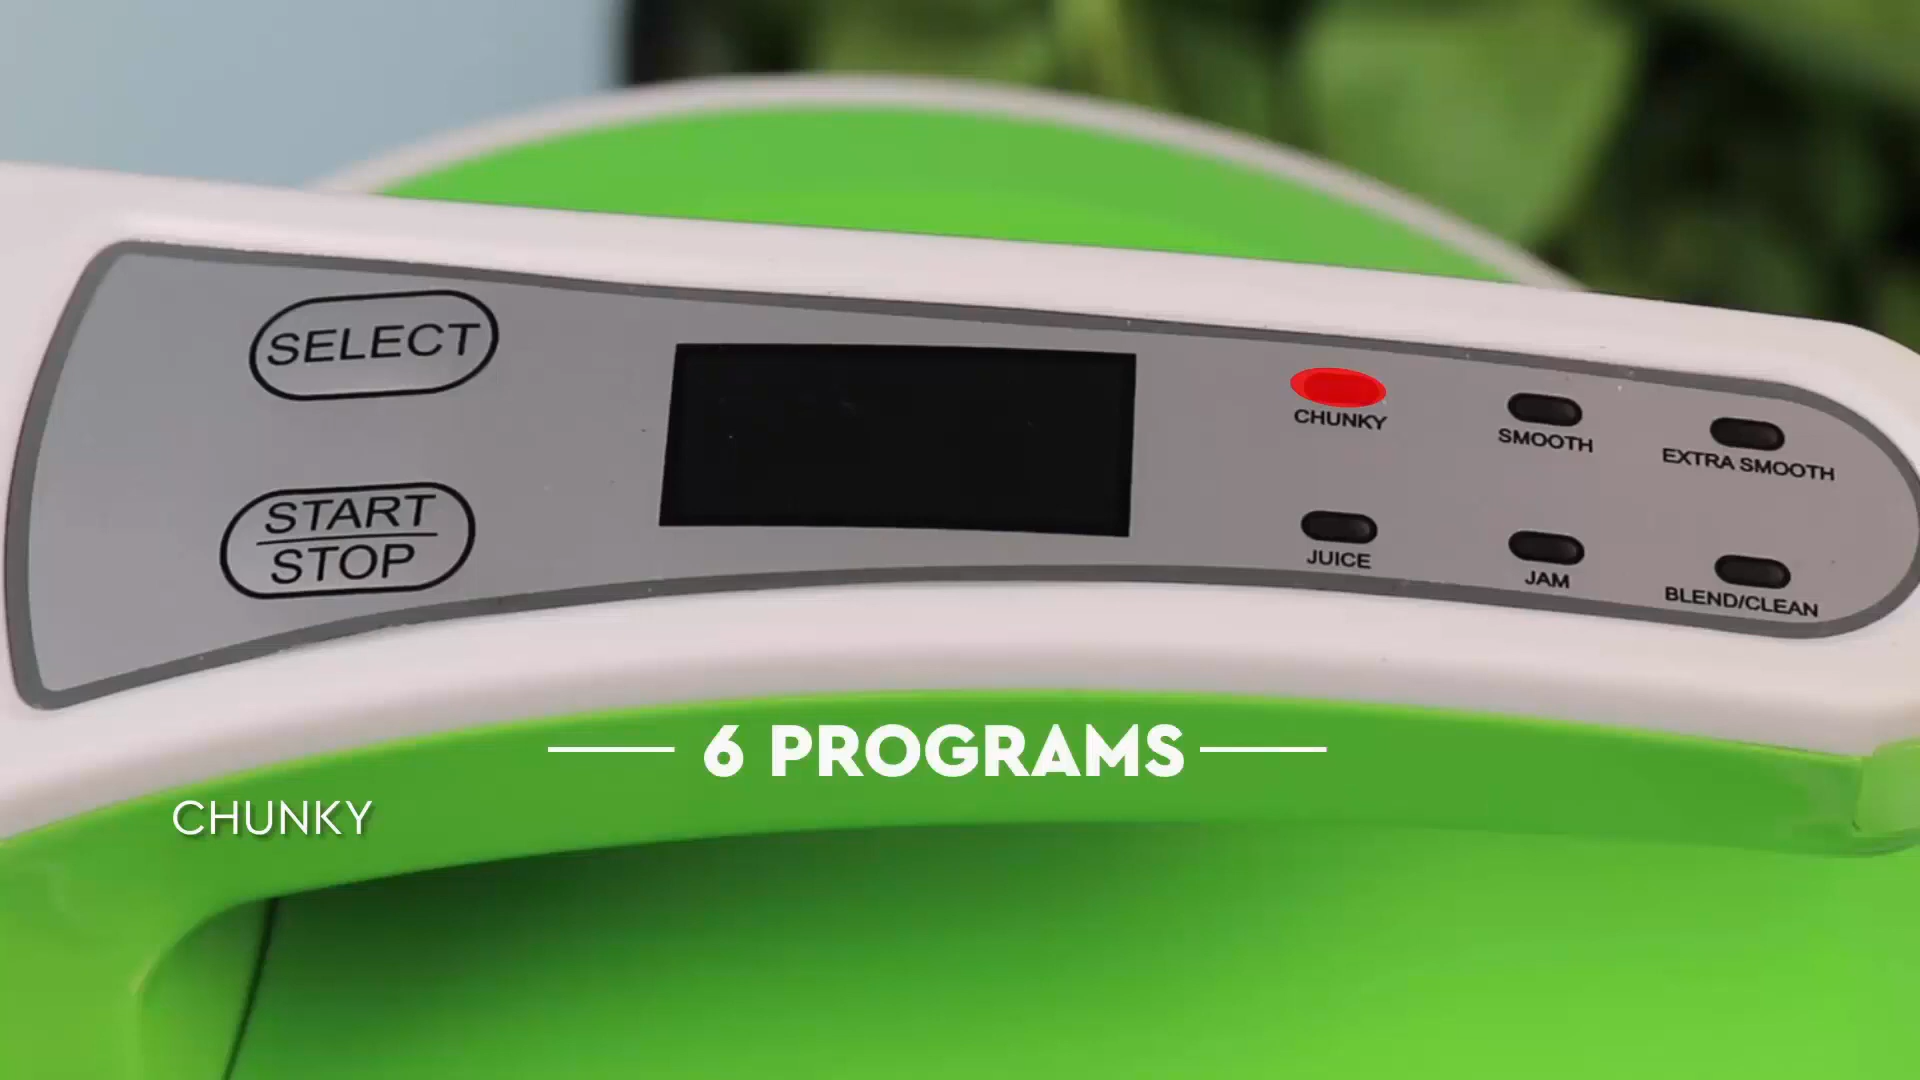 SELECT
START
STOP
CHUNKY
SMOOTH
EXTRA SMOOTH
JUICE
JAM
BLEND/CLEAN
6 PROGRAMS
CHUNKY